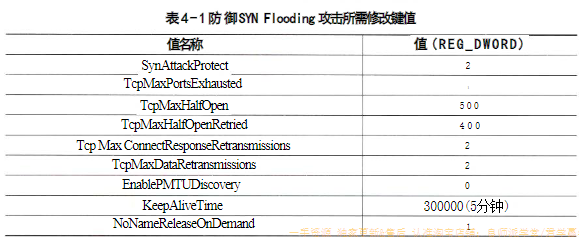 表4-1 防御SYN Flooding 攻击所需修改键值
值名称 值 (REG_DWORD)
SynAttackProtect 2
TcpMaxPortsExhausted
TcpMaxHalfOpen 500
TcpMaxHalfOpenRetried 400
Tcp Max ConnectResponseRetransmissions 2
TcpMaxDataRetransmissions 2
EnablePMTUDiscovery 0
KeepAliveTime 300000(5分钟)
NoNameReleaseOnDemand 1